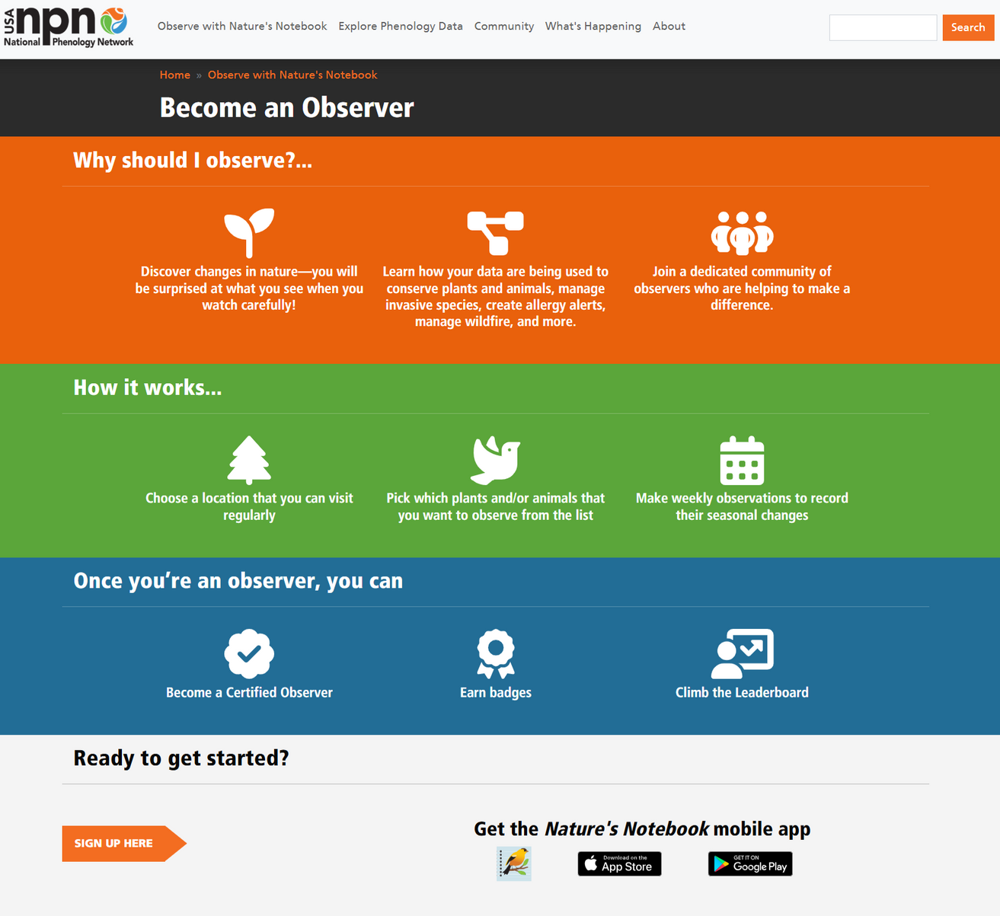 USA npn
National Phenology Network
Observe with Nature's Notebook Explore Phenology Data Community What's Happening About
Search
Home » Observe with Nature's Notebook
Become an Observer
Why should I observe?...
Discover changes in nature—you will
be surprised at what you see when you
watch carefully!
Learn how your data are being used to
conserve plants and animals, manage
invasive species, create allergy alerts,
manage wildfire, and more.
Join a dedicated community of
observers who are helping to make a
difference.
How it works...
Choose a location that you can visit
regularly
Pick which plants and/or animals that
you want to observe from the list
Make weekly observations to record
their seasonal changes
Once you’re an observer, you can
Become a Certified Observer
Earn badges
Climb the Leaderboard
Ready to get started?
SIGN UP HERE
Get the Nature's Notebook mobile app
Download on the
App Store
GET IT ON
Google Play